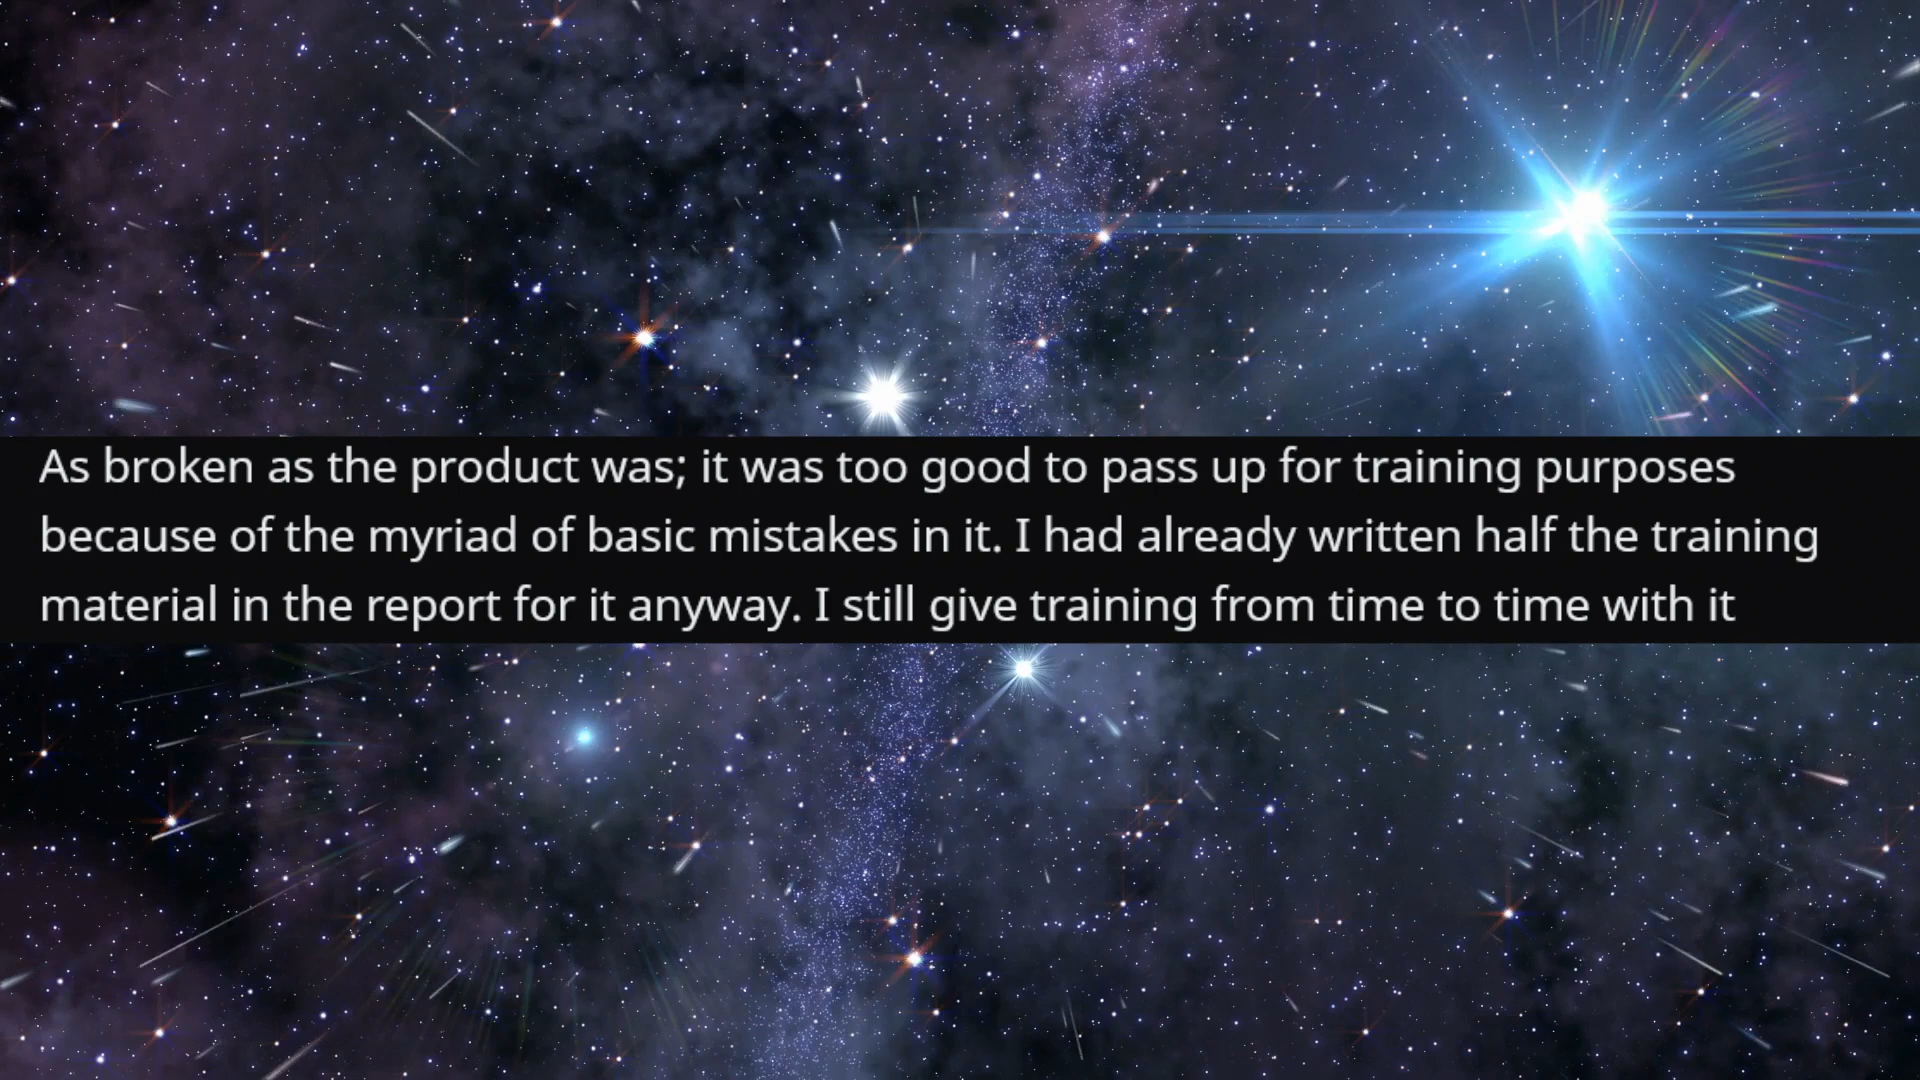 As broken as the product was; it was too good to pass up for training purposes
because of the myriad of basic mistakes in it. I had already written half the training
material in the report for it anyway. I still give training from time to time with it